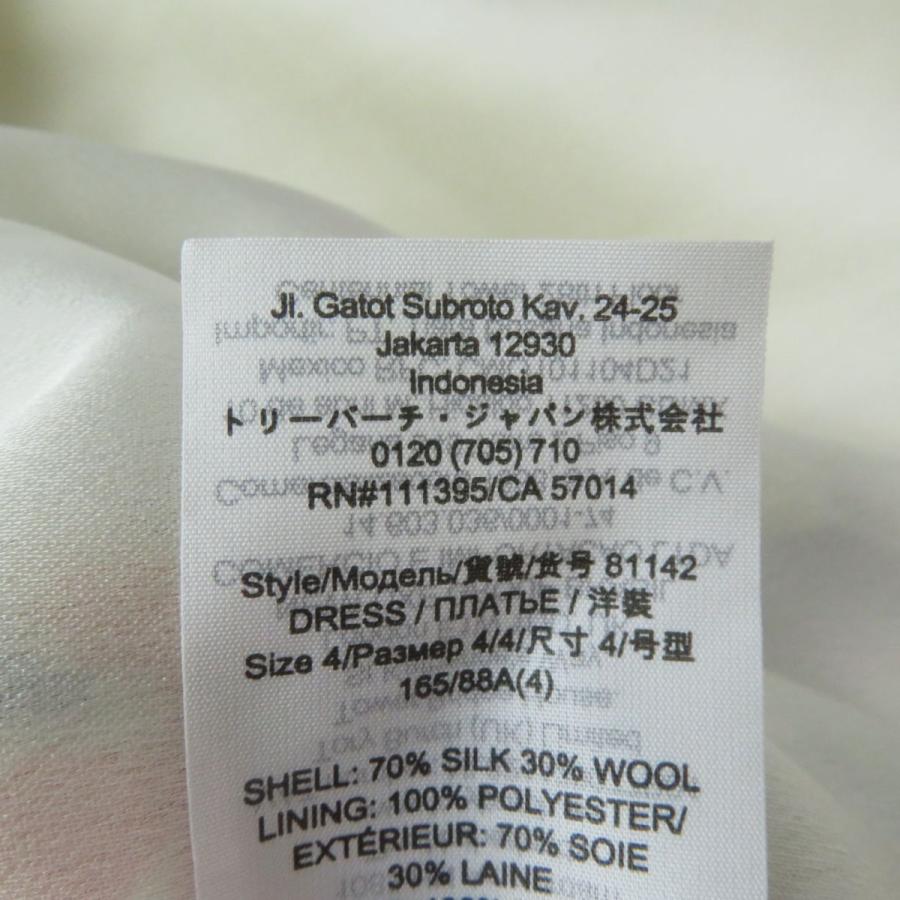 Jl. Gatot Subroto Kav. 24-25
Jakarta 12930
Indonesia
トリーバーチ・ジャパン株式会社
0120 (705) 710
RN#111395/CA 57014
Style/Модель/貨號/货号 81142
DRESS / ПЛАТЬЕ / 洋裝
Size 4/Размер 4/4/尺寸 4/号型
165/88A(4)
SHELL: 70% SILK 30% WOOL
LINING: 100% POLYESTER/
EXTÉRIEUR: 70% SOIE
30% LAINE